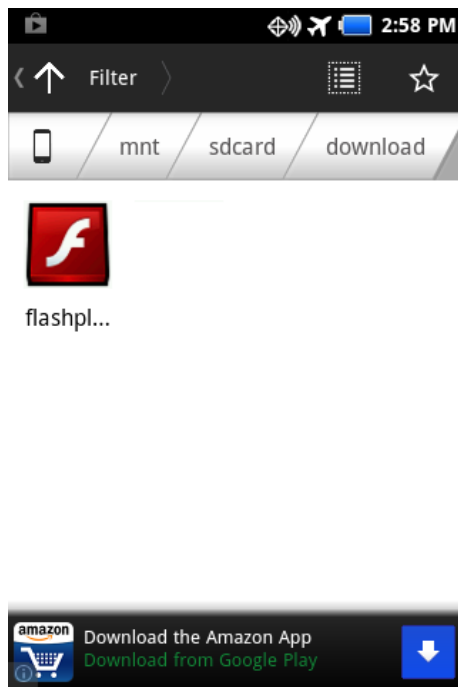 2:58 PM
Filter
mnt sdcard download
flashpl...
amazon
Download the Amazon App
Download from Google Play